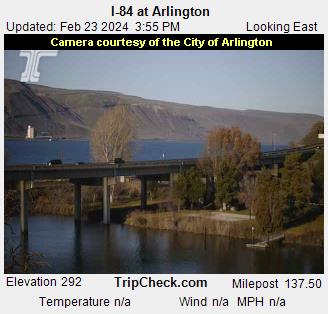 I-84 at Arlington
Updated: Feb 23 2024 3:55 PM Looking East
Camera courtesy of the City of Arlington
Elevation 292 TripCheck.com Milepost 137.50
Temperature n/a Wind n/a MPH n/a